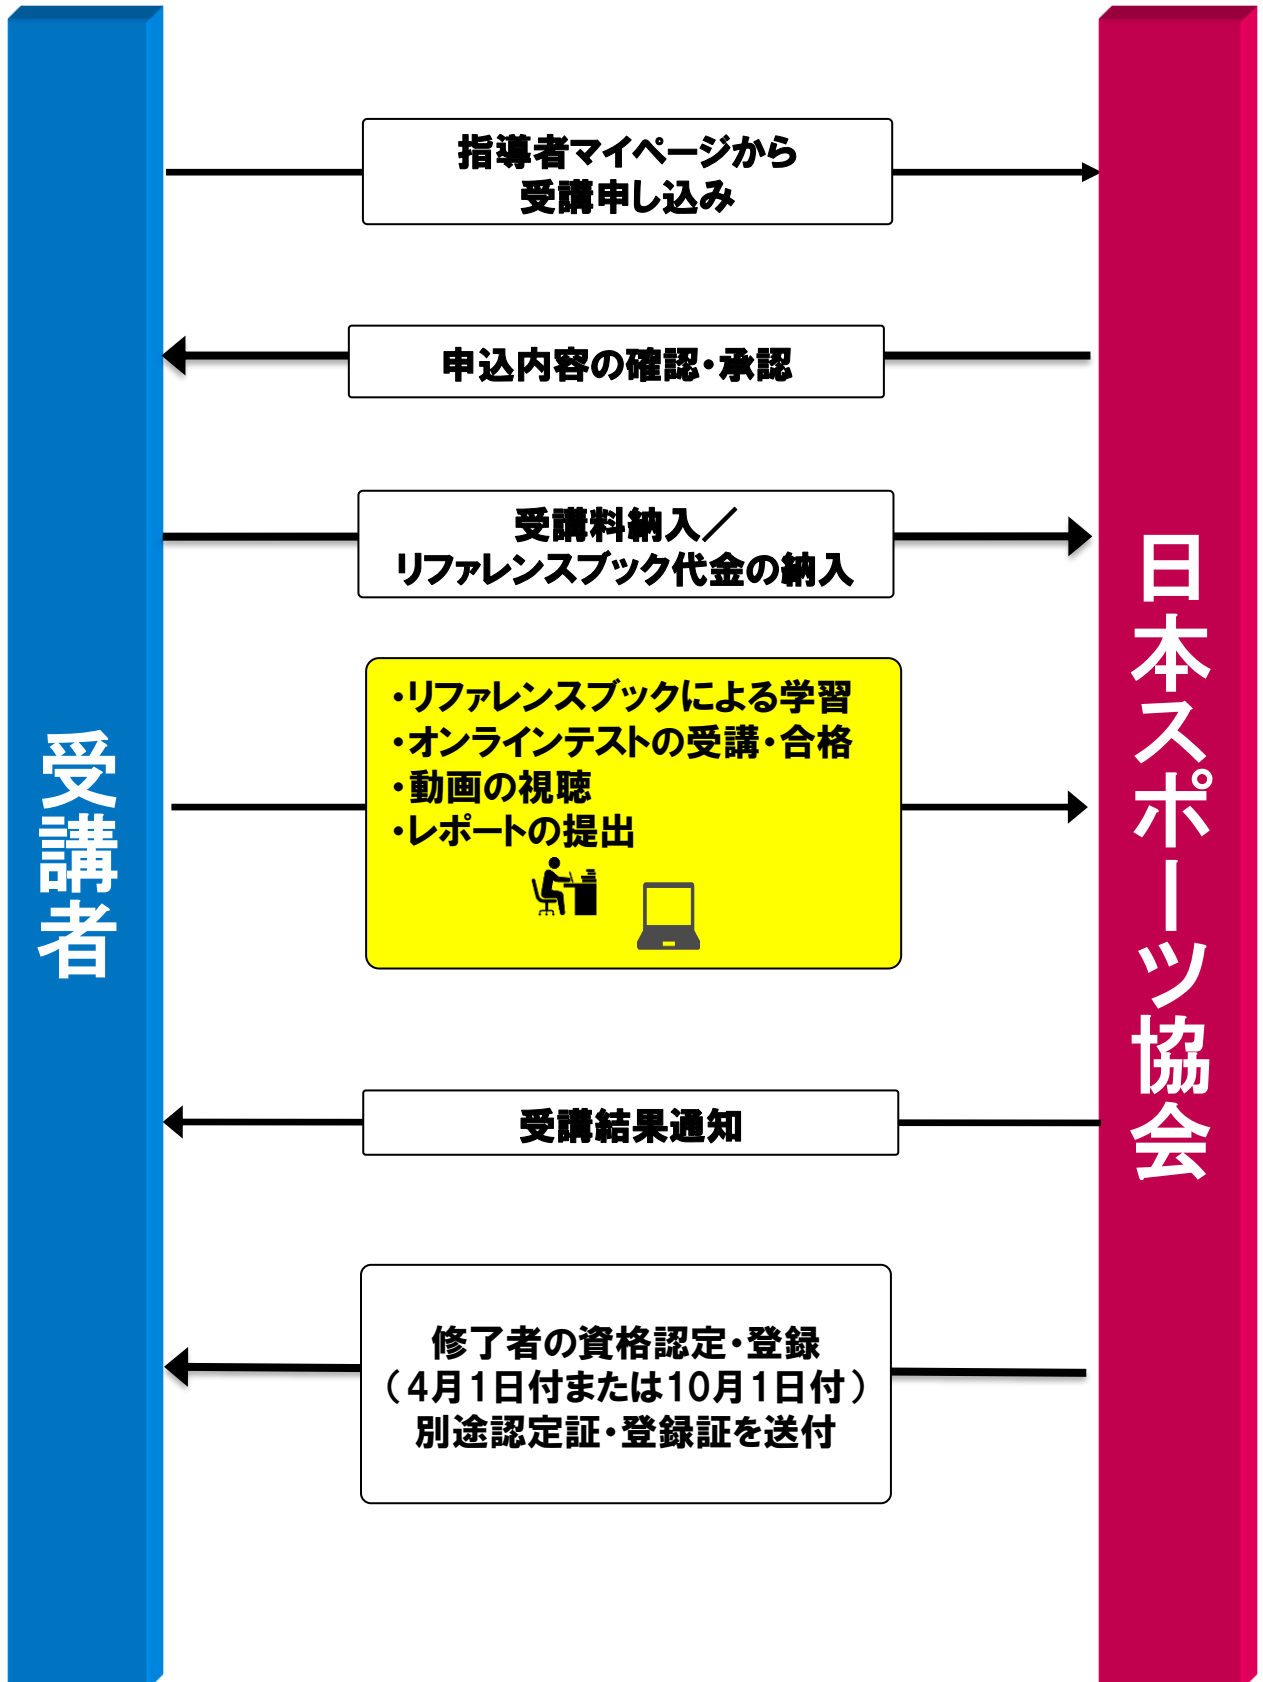 指導者マイページから
受講申し込み
申込内容の確認・承認
受講料納入／
リファレンスブック代金の納入
・リファレンスブックによる学習
・オンラインテストの受講・合格
・動画の視聴
・レポートの提出
受講結果通知
修了者の資格認定・登録
（4月1日付または10月1日付）
別途認定証・登録証を送付
受講者
日本スポーツ協会